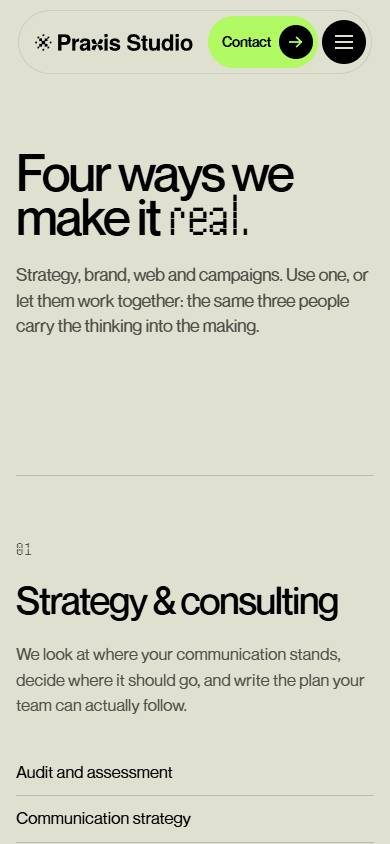 Praxis Studio
Contact
Four ways we
make it real.
Strategy, brand, web and campaigns. Use one, or
let them work together: the same three people
carry the thinking into the making.
01
Strategy & consulting
We look at where your communication stands,
decide where it should go, and write the plan your
team can actually follow.
Audit and assessment
Communication strategy